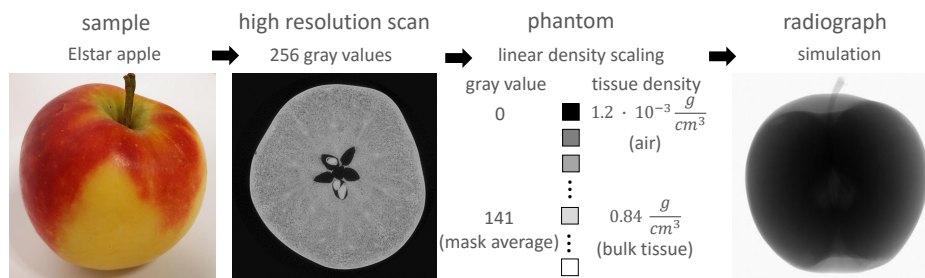 sample
high resolution scan
phantom
radiograph
Elstar apple
256 gray values
linear density scaling
simulation
gray value
tissue density
0
1.2 · 10⁻³ g/cm³
(air)
141
(mask average)
0.84 g/cm³
(bulk tissue)